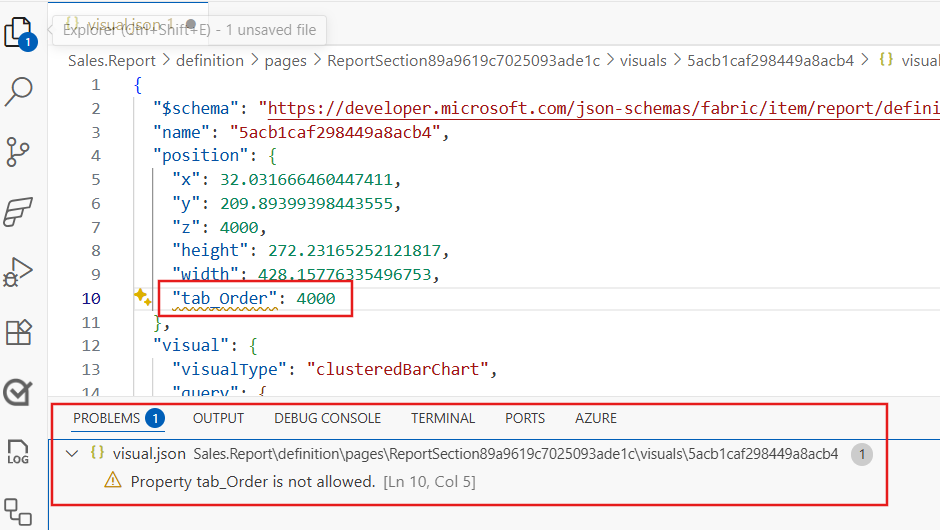 visual.json 1
Explorer (Ctrl+Shift+E) - 1 unsaved file
1
Sales.Report > definition > pages > ReportSection89a9619c7025093ade1c > visuals > 5acb1caf298449a8acb4 > {} visual
1 {
2 "$schema": "https://developer.microsoft.com/json-schemas/fabric/item/report/defini
3 "name": "5acb1caf298449a8acb4",
4 "position": {
5 "x": 32.031666460447411,
6 "y": 209.89399398443555,
7 "z": 4000,
8 "height": 272.23165252121817,
9 "width": 428.15776335496753,
10 "tab_Order": 4000
11 },
12 "visual": {
13 "visualType": "clusteredBarChart",
14 "query": {
PROBLEMS 1 OUTPUT DEBUG CONSOLE TERMINAL PORTS AZURE
{} visual.json Sales.Report\definition\pages\ReportSection89a9619c7025093ade1c\visuals\5acb1caf298449a8acb4 1
Property tab_Order is not allowed. [Ln 10, Col 5]
LOG